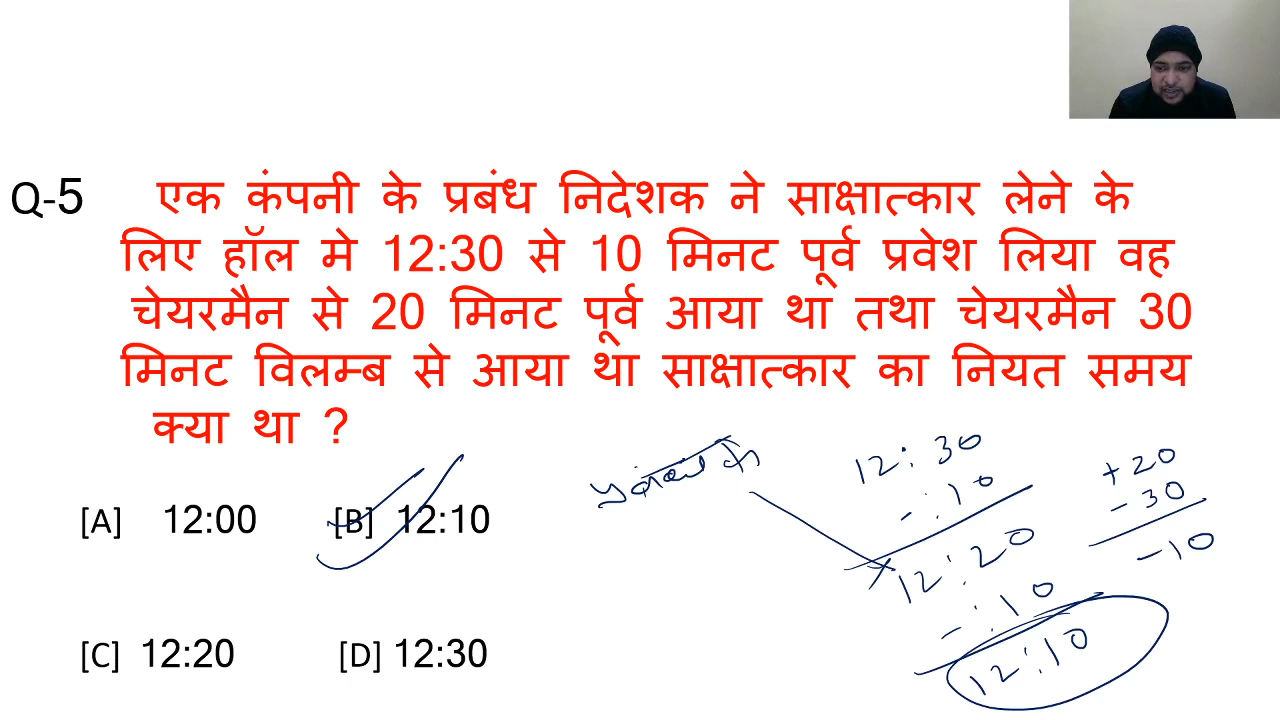 Q-5 एक कंपनी के प्रबंध निदेशक ने साक्षात्कार लेने के
लिए हॉल मे 12:30 से 10 मिनट पूर्व प्रवेश लिया वह
चेयरमैन से 20 मिनट पूर्व आया था तथा चेयरमैन 30
मिनट विलम्ब से आया था साक्षात्कार का नियत समय
क्या था ?
[A] 12:00 [B] 12:10
[C] 12:20 [D] 12:30
12:30
-:10
12:20
-:10
12:10
+20
-30
-10